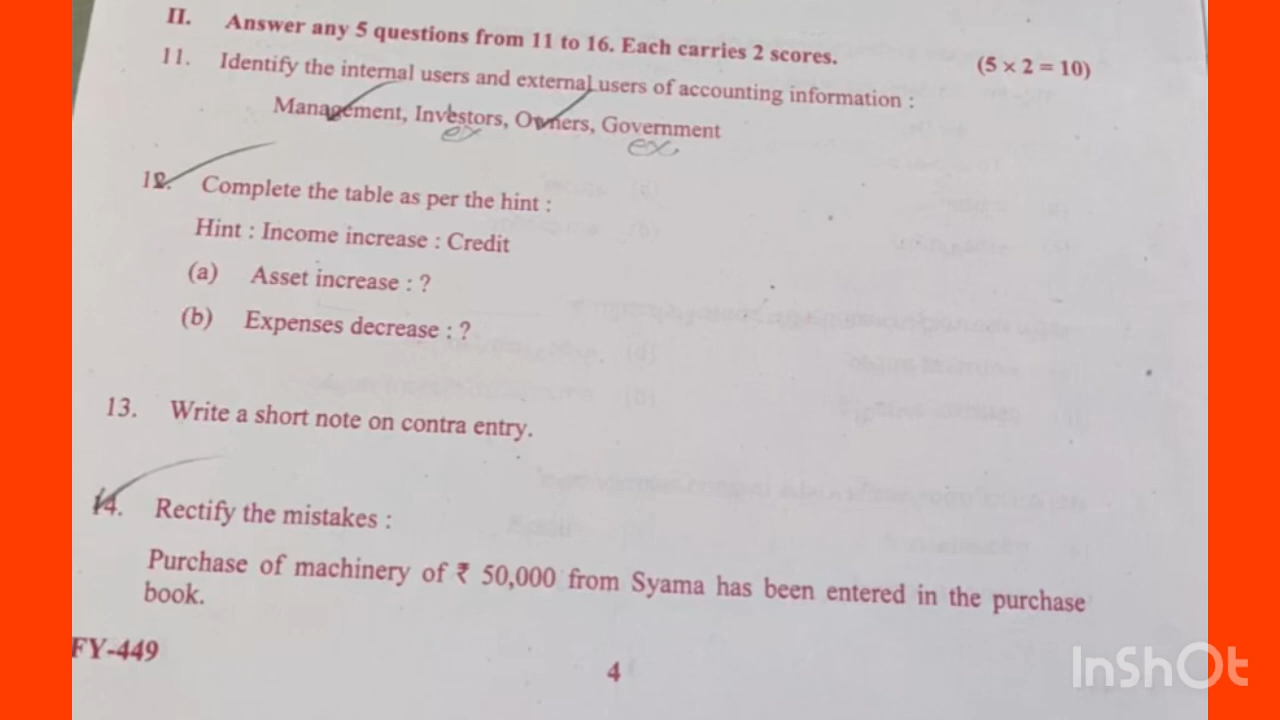 II. Answer any 5 questions from 11 to 16. Each carries 2 scores. (5 × 2 = 10)
11. Identify the internal users and external users of accounting information :
Management, Investors, Owners, Government
ex ex
12. Complete the table as per the hint :
Hint : Income increase : Credit
(a) Asset increase : ?
(b) Expenses decrease : ?
13. Write a short note on contra entry.
14. Rectify the mistakes :
Purchase of machinery of ₹ 50,000 from Syama has been entered in the purchase
book.
FY-449
4
InShOt